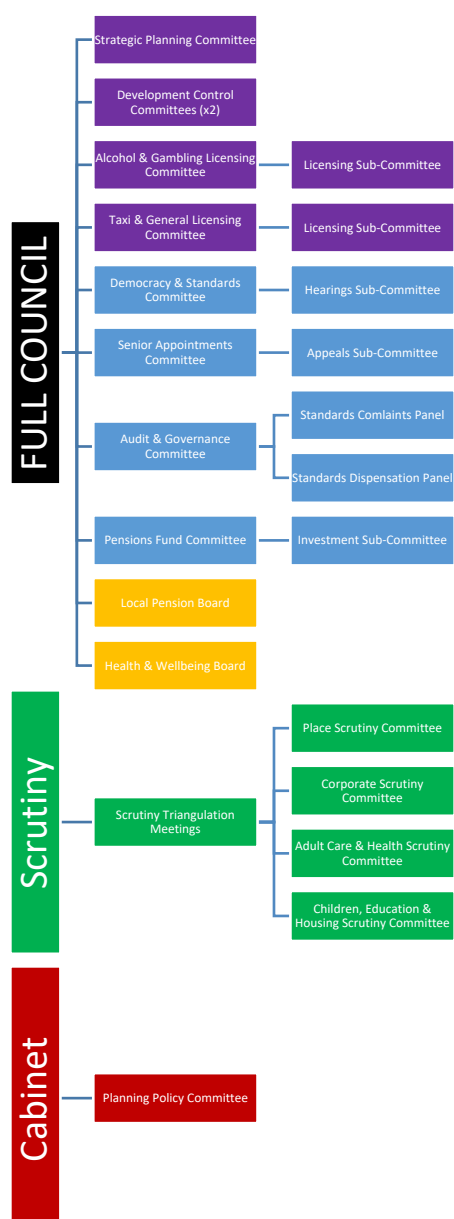 FULL COUNCIL
Strategic Planning Committee
Development Control
Committees (x2)
Alcohol & Gambling Licensing
Committee
Licensing Sub-Committee
Taxi & General Licensing
Committee
Licensing Sub-Committee
Democracy & Standards
Committee
Hearings Sub-Committee
Senior Appointments
Committee
Appeals Sub-Committee
Audit & Governance
Committee
Standards Comlaints Panel
Standards Dispensation Panel
Pensions Fund Committee
Investment Sub-Committee
Local Pension Board
Health & Wellbeing Board
Scrutiny
Scrutiny Triangulation
Meetings
Place Scrutiny Committee
Corporate Scrutiny
Committee
Adult Care & Health Scrutiny
Committee
Children, Education &
Housing Scrutiny Committee
Cabinet
Planning Policy Committee